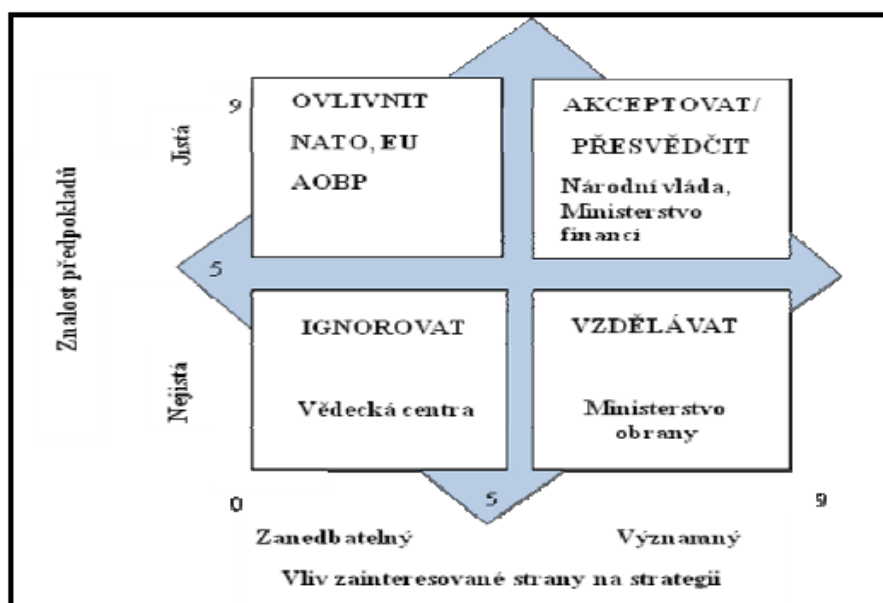 9
Jistá
Znalost předpokladů
Nejistá
OVLIVNIT
NATO, EU
AOBP
AKCEPTOVAT/
PŘESVĚDČIT
Národní vláda,
Ministerstvo
financí
5
IGNOROVAT
Vědecká centra
VZDĚLÁVAT
Ministerstvo
obrany
0
5
9
Zanedbatelný
Významný
Vliv zainteresované strany na strategii